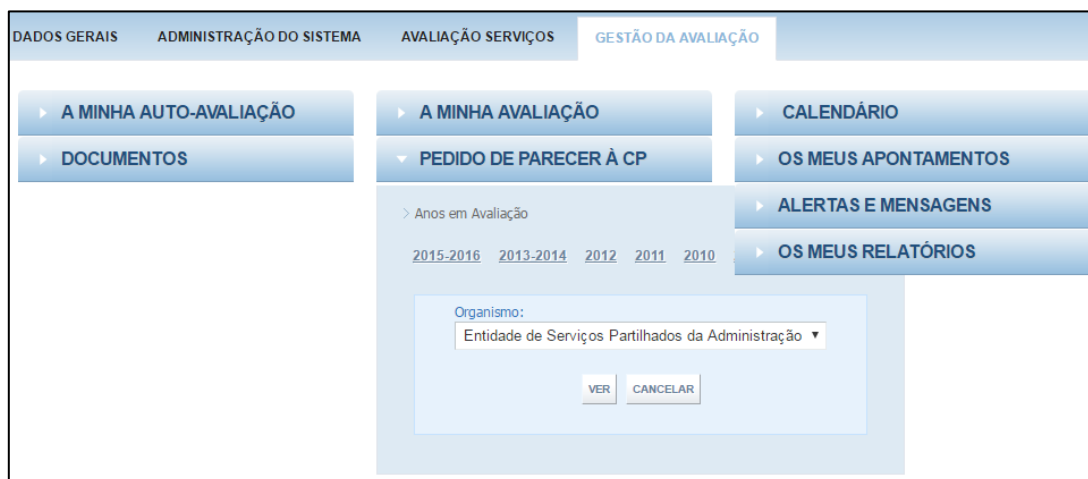 DADOS GERAIS ADMINISTRAÇÃO DO SISTEMA AVALIAÇÃO SERVIÇOS GESTÃO DA AVALIAÇÃO
A MINHA AUTO-AVALIAÇÃO
DOCUMENTOS
A MINHA AVALIAÇÃO
PEDIDO DE PARECER À CP
> Anos em Avaliação
2015-2016 2013-2014 2012 2011 2010
Organismo:
Entidade de Serviços Partilhados da Administração
VER CANCELAR
CALENDÁRIO
OS MEUS APONTAMENTOS
ALERTAS E MENSAGENS
OS MEUS RELATÓRIOS